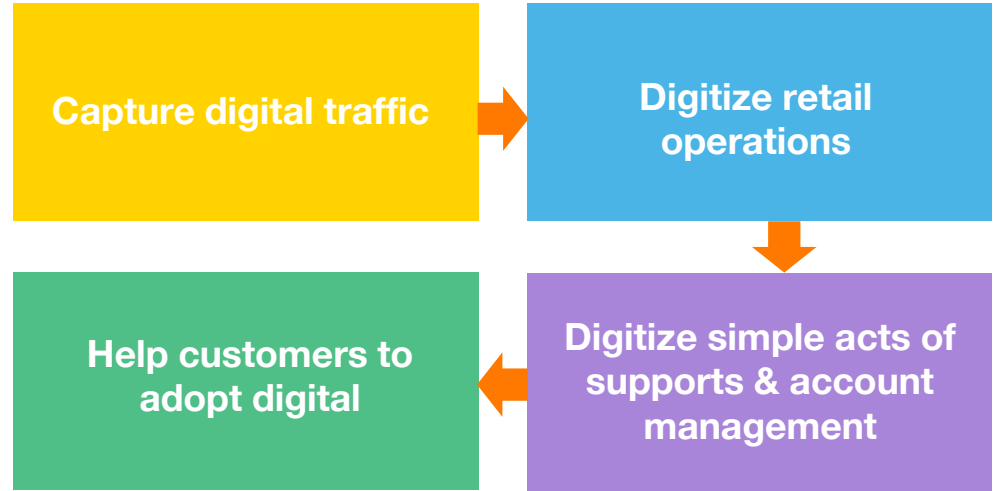 Capture digital traffic
Digitize retail
operations
Digitize simple acts of
supports & account
management
Help customers to
adopt digital